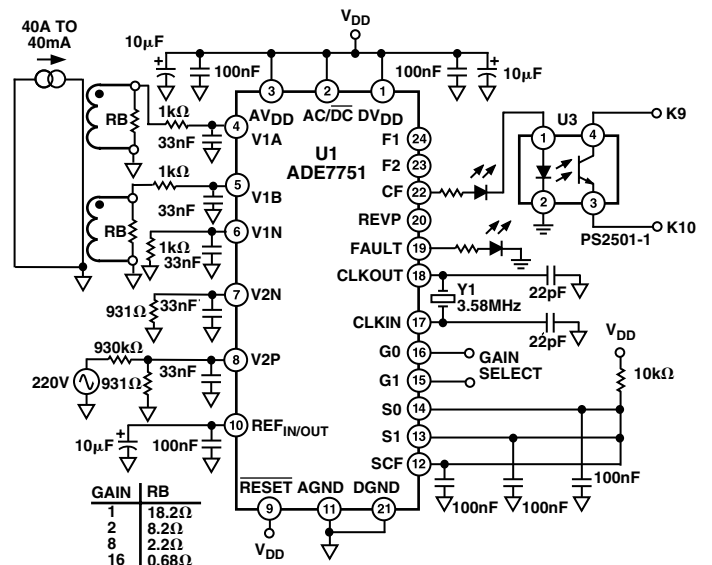 40A TO
40mA
V_DD
10μF
100nF
100nF
10μF
3
2
1
AV_DD
AC/D̅C̅
DV_DD
U1
ADE7751
RB
1kΩ
33nF
4
V1A
1kΩ
33nF
5
V1B
RB
1kΩ
33nF
6
V1N
931Ω
33nF
7
V2N
930kΩ
220V
931Ω
33nF
8
V2P
10μF
100nF
10
REF_IN/OUT
F1
24
F2
23
CF
22
REVP
20
FAULT
19
CLKOUT
18
CLKIN
17
G0
16
G1
15
S0
14
S1
13
SCF
12
U3
1
4
2
3
K9
K10
PS2501-1
Y1
3.58MHz
22pF
22pF
GAIN
SELECT
V_DD
10kΩ
100nF
100nF
100nF
R̅E̅S̅E̅T̅
AGND
DGND
9
11
21
V_DD
GAIN RB
1 18.2Ω
2 8.2Ω
8 2.2Ω
16 0.68Ω